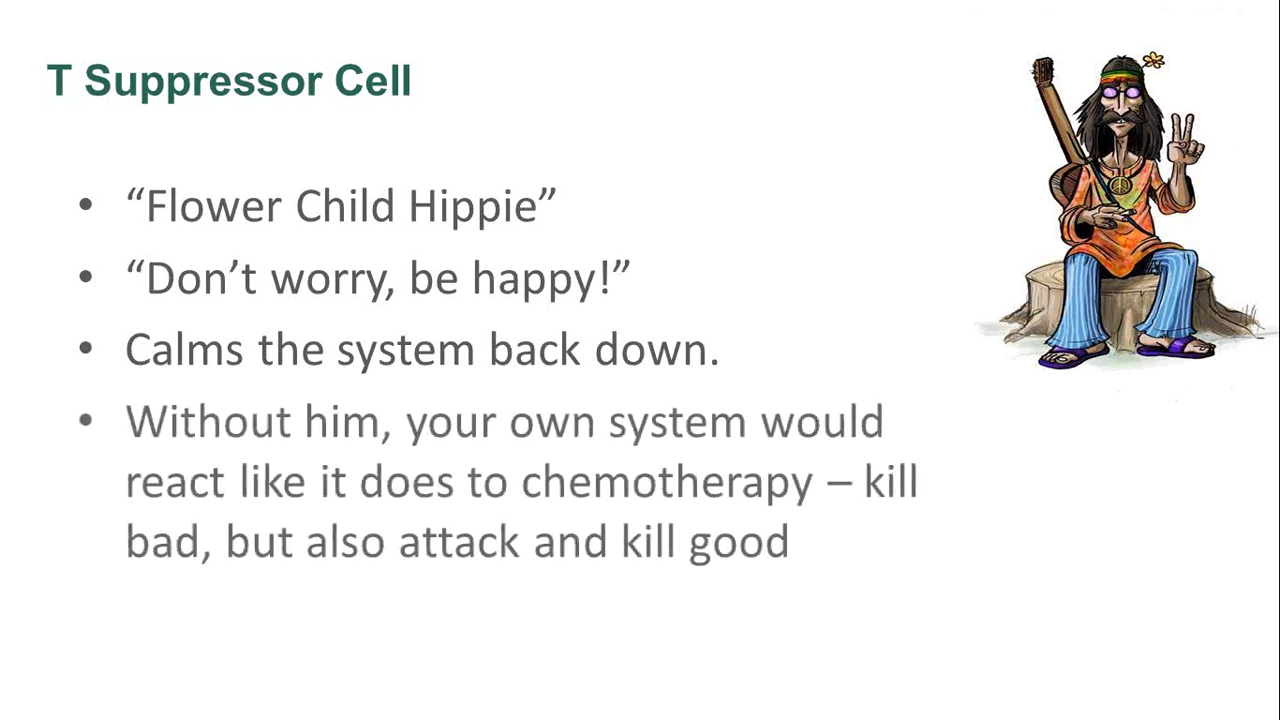 T Suppressor Cell
• “Flower Child Hippie”
• “Don’t worry, be happy!”
• Calms the system back down.
• Without him, your own system would
react like it does to chemotherapy – kill
bad, but also attack and kill good